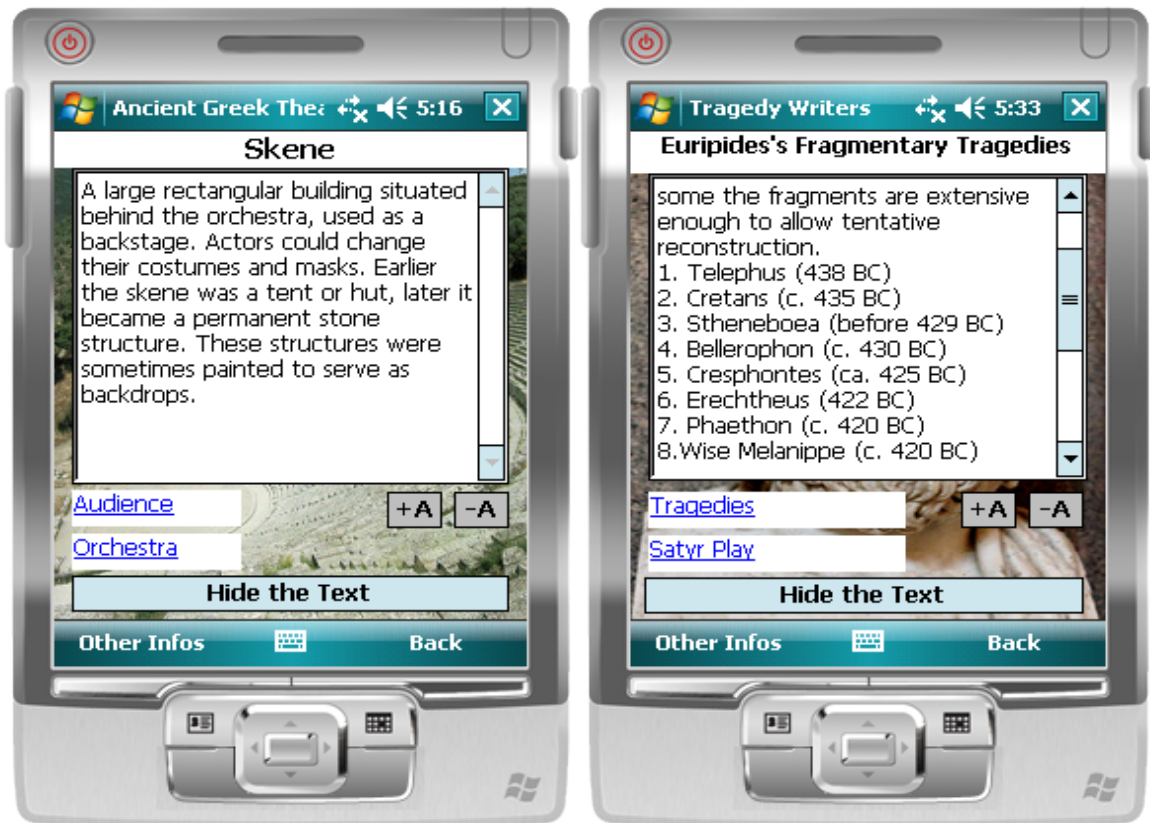 Ancient Greek Thea 5:16
Skene
A large rectangular building situated
behind the orchestra, used as a
backstage. Actors could change
their costumes and masks. Earlier
the skene was a tent or hut, later it
became a permanent stone
structure. These structures were
sometimes painted to serve as
backdrops.
Audience
+A -A
Orchestra
Hide the Text
Other Infos Back
Tragedy Writers 5:33
Euripides's Fragmentary Tragedies
some the fragments are extensive
enough to allow tentative
reconstruction.
1. Telephus (438 BC)
2. Cretans (c. 435 BC)
3. Stheneboea (before 429 BC)
4. Bellerophon (c. 430 BC)
5. Cresphontes (ca. 425 BC)
6. Erechtheus (422 BC)
7. Phaethon (c. 420 BC)
8.Wise Melanippe (c. 420 BC)
Tragedies
+A -A
Satyr Play
Hide the Text
Other Infos Back